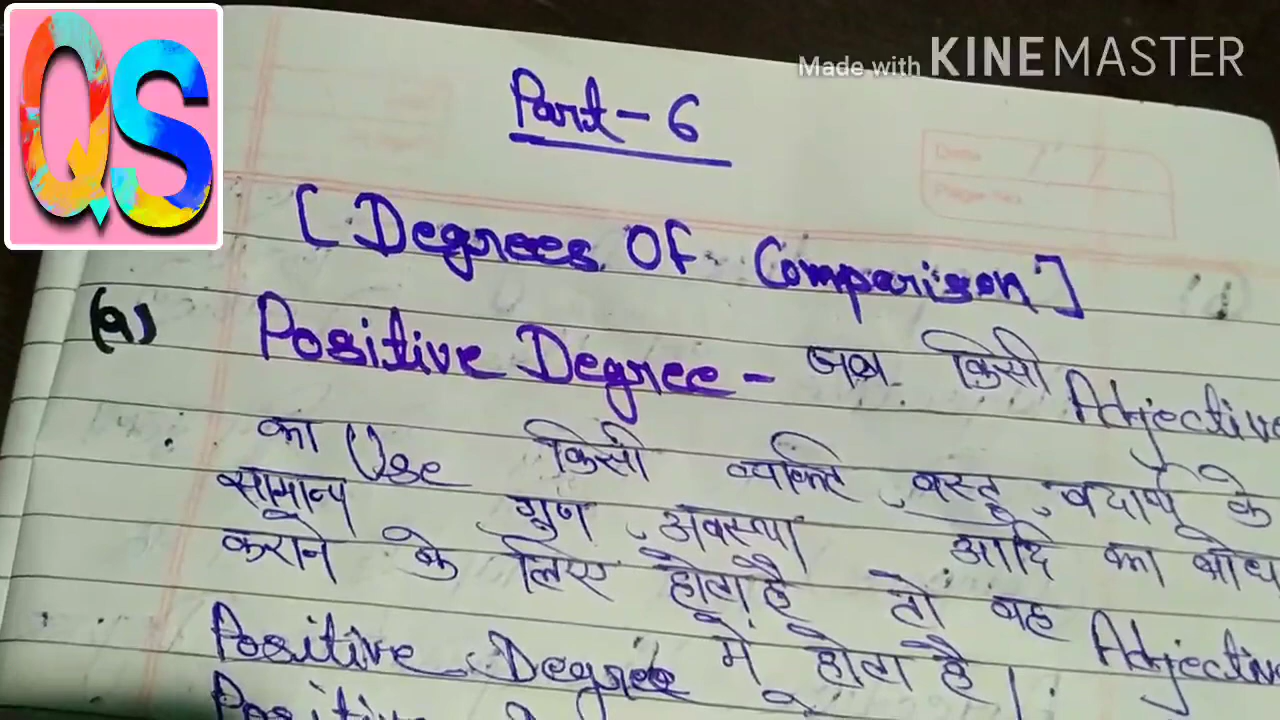 QS
Made with KINEMASTER
Part - 6
[Degrees Of Comparison]
(a) Positive Degree - जब किसी Adjective
का Use किसी व्यक्ति, वस्तु, पदार्थ के
सामान्य गुण, अवस्था आदि का बोध
कराने के लिए होता है तो वह Adjective
Positive Degree में होता है।
Positive